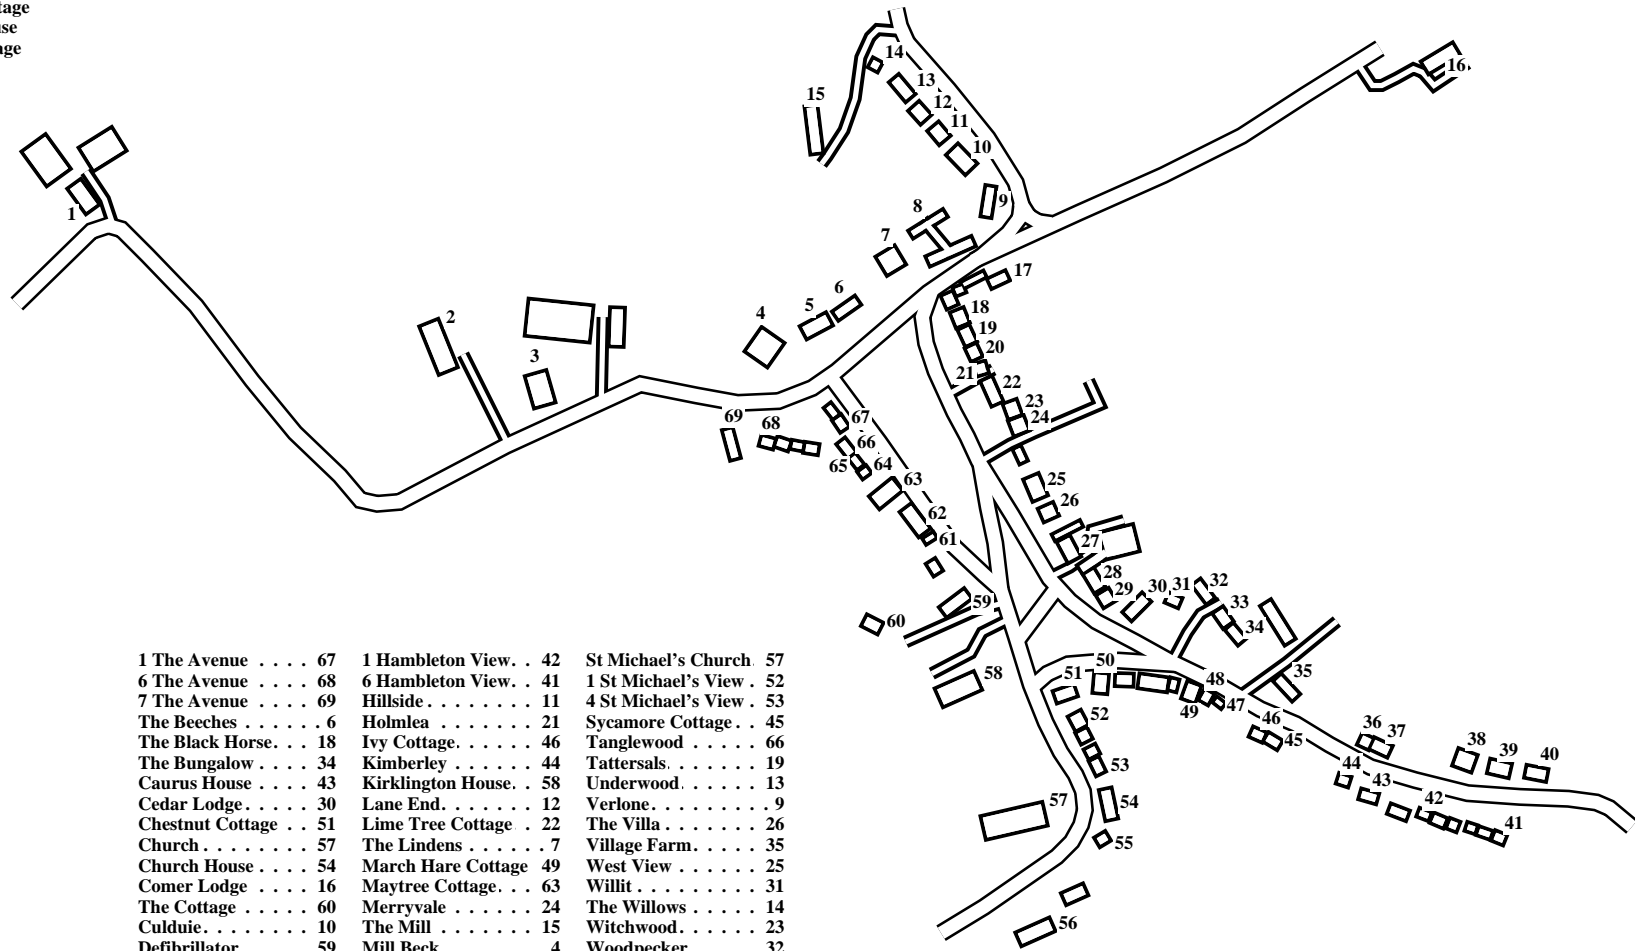 tage
use
age
14
13
12
11
10
15
16
9
8
7
6
5
4
3
2
1
17
18
19
20
21
22
23
24
25
26
27
28
29
30
31
32
33
34
35
36
37
38
39
40
41
42
43
44
45
46
47
48
49
50
51
52
53
54
55
56
57
58
59
60
61
62
63
64
65
66
67
68
69
1 The Avenue . . . . 67
6 The Avenue . . . . 68
7 The Avenue . . . . 69
The Beeches . . . . . 6
The Black Horse. . . 18
The Bungalow . . . . 34
Caurus House . . . . 43
Cedar Lodge. . . . . 30
Chestnut Cottage . . 51
Church . . . . . . . . 57
Church House . . . . 54
Comer Lodge . . . . 16
The Cottage . . . . . 60
Culduie. . . . . . . . 10
Defibrillator . . . . . 59
1 Hambleton View. . 42
6 Hambleton View. . 41
Hillside . . . . . . . . 11
Holmlea . . . . . . . 21
Ivy Cottage. . . . . . 46
Kimberley . . . . . . 44
Kirklington House. . 58
Lane End. . . . . . . 12
Lime Tree Cottage . 22
The Lindens . . . . . . 7
March Hare Cottage 49
Maytree Cottage. . . 63
Merryvale . . . . . . 24
The Mill . . . . . . . 15
Mill Beck . . . . . . . 4
St Michael's Church. 57
1 St Michael's View . 52
4 St Michael's View . 53
Sycamore Cottage . . 45
Tanglewood . . . . . 66
Tattersals. . . . . . . 19
Underwood. . . . . . 13
Verlone. . . . . . . . . 9
The Villa . . . . . . . 26
Village Farm. . . . . 35
West View . . . . . . 25
Willit . . . . . . . . . 31
The Willows . . . . . 14
Witchwood. . . . . . 23
Woodpecker . . . . . 32